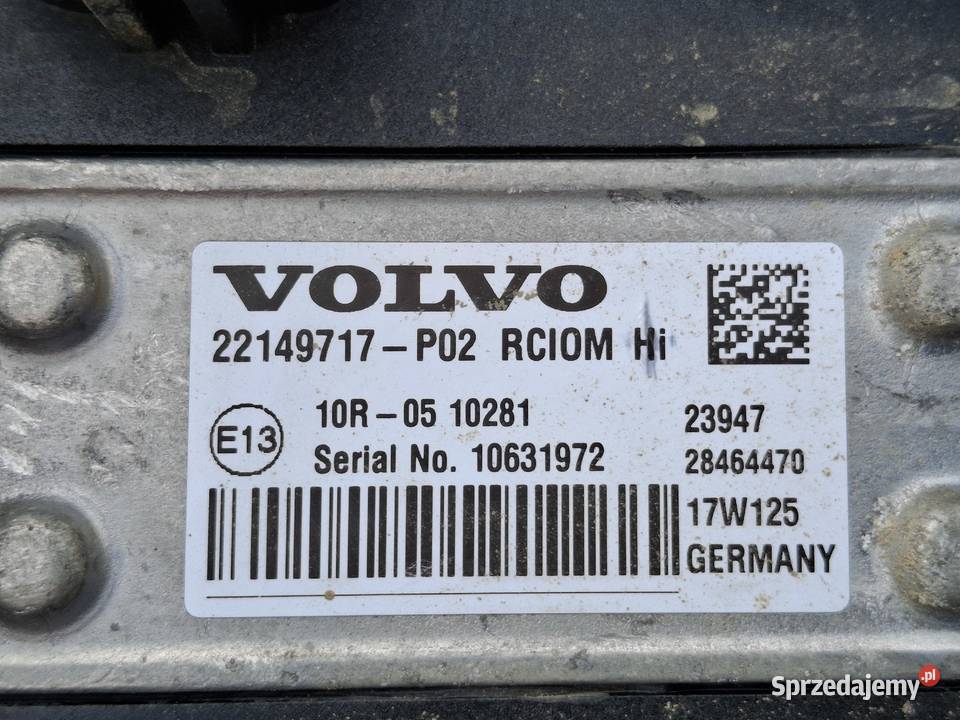 VOLVO
22149717-P02 RCIOM Hi
E13
10R-05 10281
Serial No. 10631972
23947
28464470
17W125
GERMANY
Sprzedajemy.pl